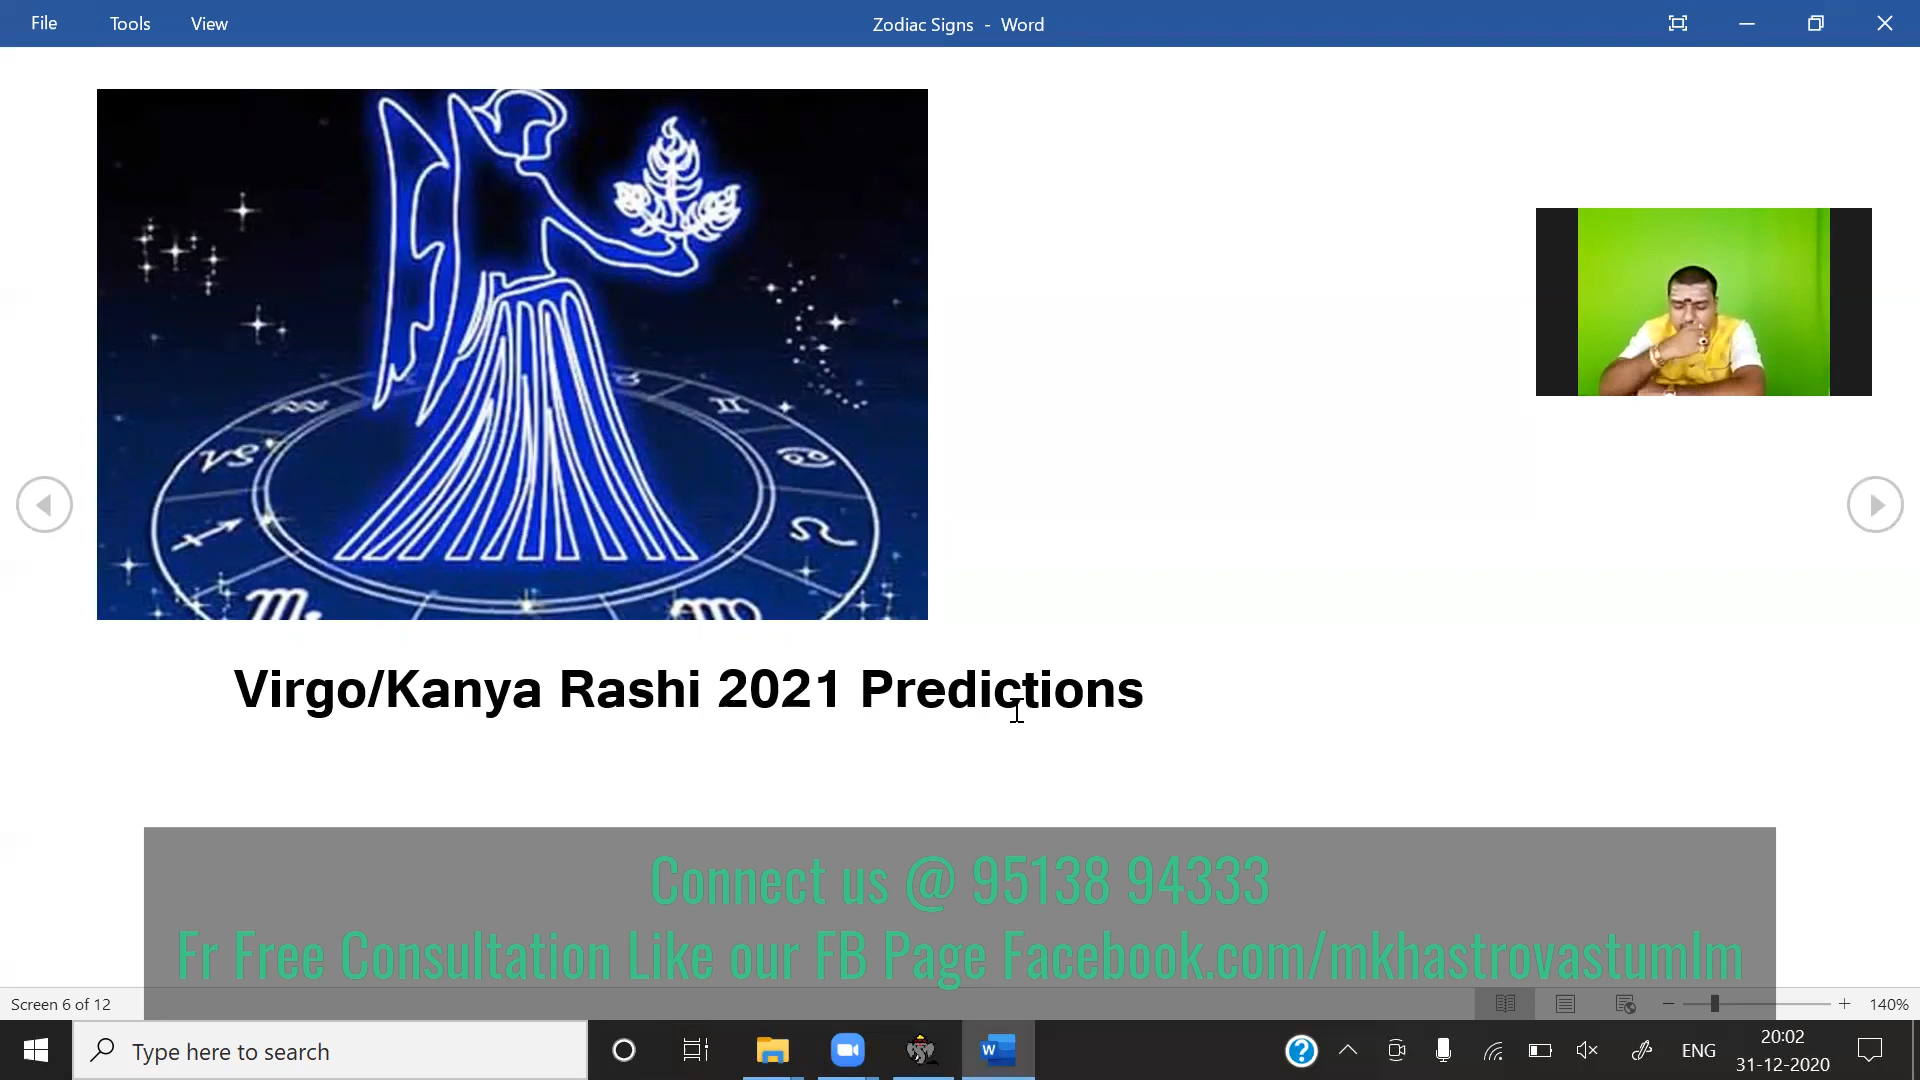 File Tools View Zodiac Signs - Word
Virgo/Kanya Rashi 2021 Predictions
Connect us @ 95138 94333
Fr Free Consultation Like our FB Page Facebook.com/mkhastrovastumlm
Screen 6 of 12 140%
Type here to search ENG 20:02
31-12-2020